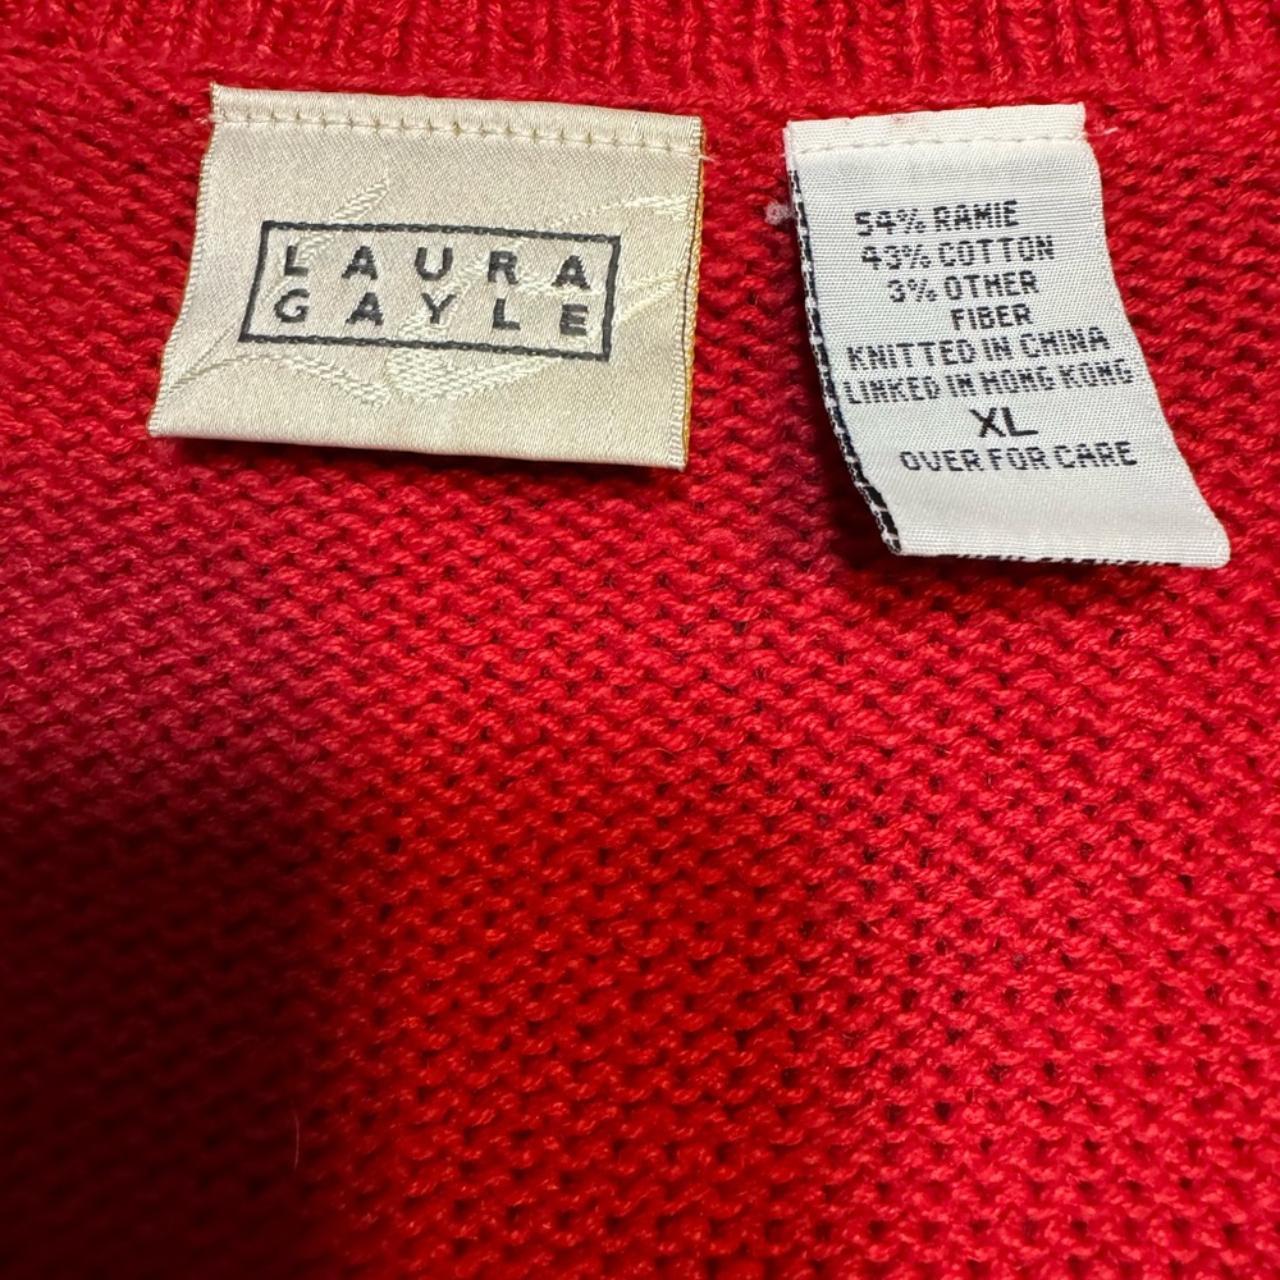 LAURA
GAYLE
54% RAMIE
43% COTTON
3% OTHER
FIBER
KNITTED IN CHINA
LINKED IN HONG KONG
XL
OVER FOR CARE